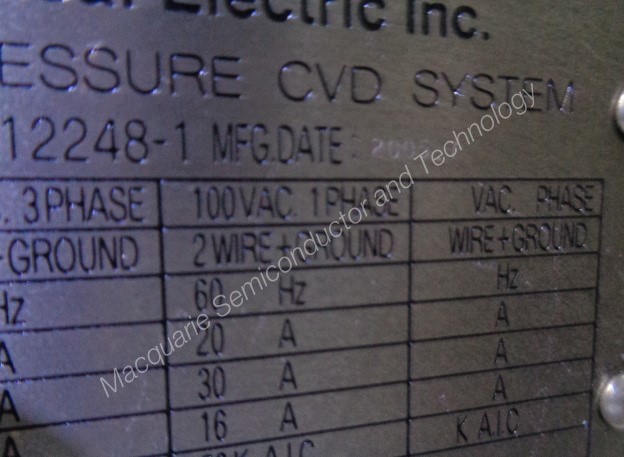 Electric Inc.
ESSURE CVD SYSTEM
12248-1 MFG.DATE:
3PHASE 100VAC. 1PHASE VAC. PHASE
+GROUND 2WIRE+GROUND WIRE+GROUND
Hz 60 Hz Hz
A 20 A A
A 30 A A
A 16 A K A.I.C
K A.I.C
Macquarie Semiconductor and Technology